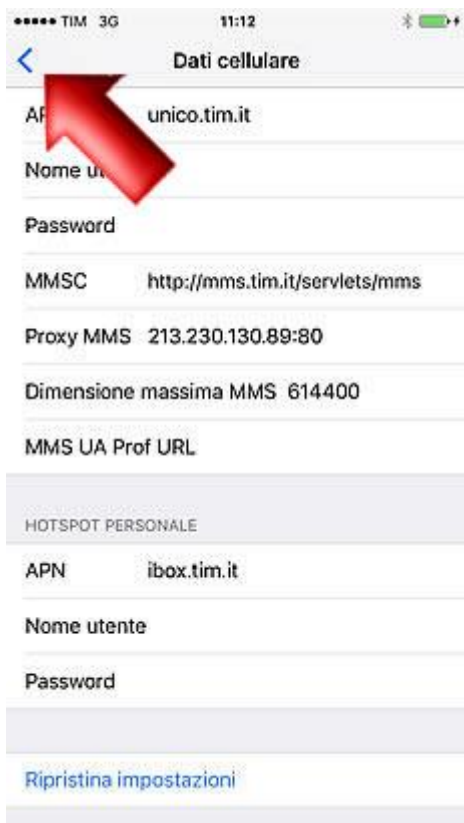 TIM 3G 11:12
Dati cellulare
unico.tim.it
Nome
Password
MMSC http://mms.tim.it/servlets/mms
Proxy MMS 213.230.130.89:80
Dimensione massima MMS 614400
MMS UA Prof URL
HOTSPOT PERSONALE
APN ibox.tim.it
Nome utente
Password
Ripristina impostazioni